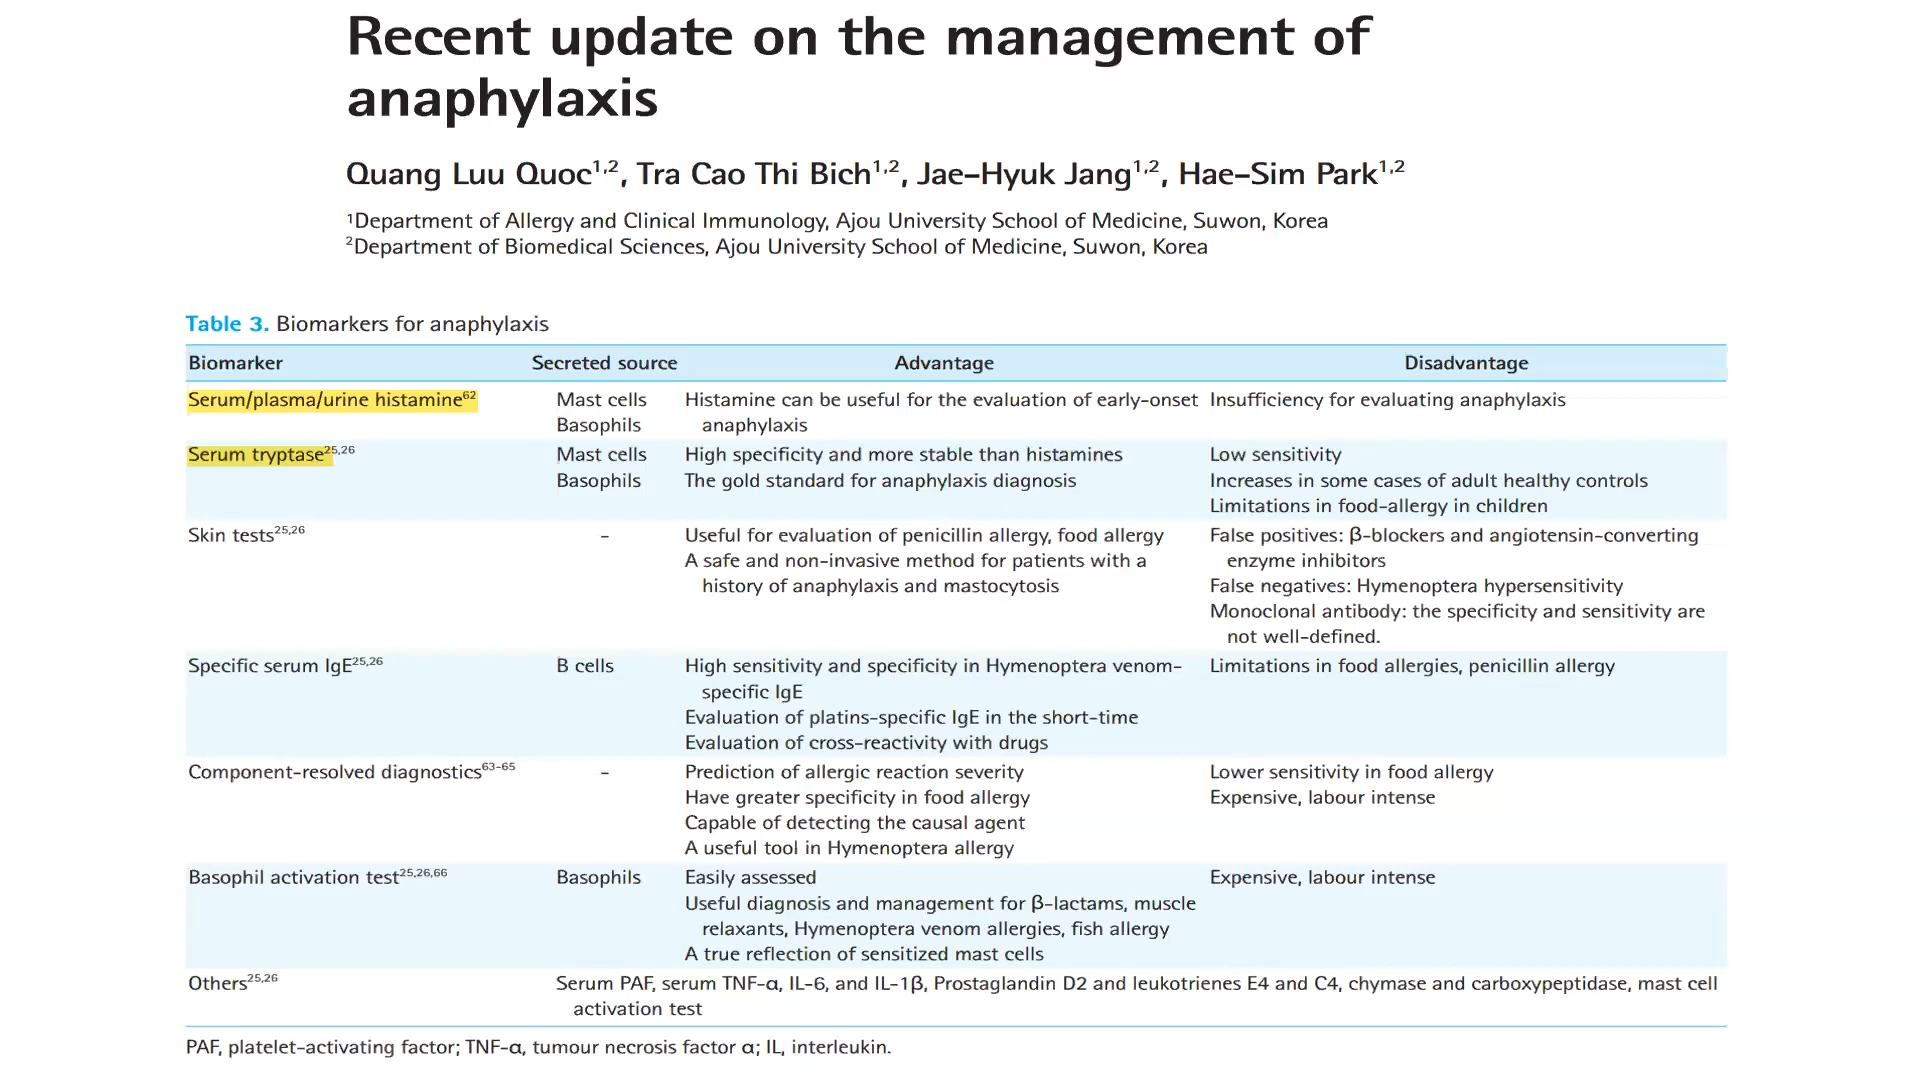 Recent update on the management of
anaphylaxis
Quang Luu Quoc1,2, Tra Cao Thi Bich1,2, Jae–Hyuk Jang1,2, Hae–Sim Park1,2
1Department of Allergy and Clinical Immunology, Ajou University School of Medicine, Suwon, Korea
2Department of Biomedical Sciences, Ajou University School of Medicine, Suwon, Korea
Table 3. Biomarkers for anaphylaxis
Biomarker Secreted source Advantage Disadvantage
Serum/plasma/urine histamine62 Mast cells Histamine can be useful for the evaluation of early-onset Insufficiency for evaluating anaphylaxis
Basophils anaphylaxis
Serum tryptase25,26 Mast cells High specificity and more stable than histamines Low sensitivity
Basophils The gold standard for anaphylaxis diagnosis Increases in some cases of adult healthy controls
Limitations in food-allergy in children
Skin tests25,26 – Useful for evaluation of penicillin allergy, food allergy False positives: β-blockers and angiotensin-converting
A safe and non-invasive method for patients with a enzyme inhibitors
history of anaphylaxis and mastocytosis False negatives: Hymenoptera hypersensitivity
Monoclonal antibody: the specificity and sensitivity are
not well-defined.
Specific serum IgE25,26 B cells High sensitivity and specificity in Hymenoptera venom- Limitations in food allergies, penicillin allergy
specific IgE
Evaluation of platins-specific IgE in the short-time
Evaluation of cross-reactivity with drugs
Component-resolved diagnostics63-65 – Prediction of allergic reaction severity Lower sensitivity in food allergy
Have greater specificity in food allergy Expensive, labour intense
Capable of detecting the causal agent
A useful tool in Hymenoptera allergy
Basophil activation test25,26,66 Basophils Easily assessed Expensive, labour intense
Useful diagnosis and management for β-lactams, muscle
relaxants, Hymenoptera venom allergies, fish allergy
A true reflection of sensitized mast cells
Others25,26 Serum PAF, serum TNF-α, IL-6, and IL-1β, Prostaglandin D2 and leukotrienes E4 and C4, chymase and carboxypeptidase, mast cell
activation test
PAF, platelet-activating factor; TNF-α, tumour necrosis factor α; IL, interleukin.